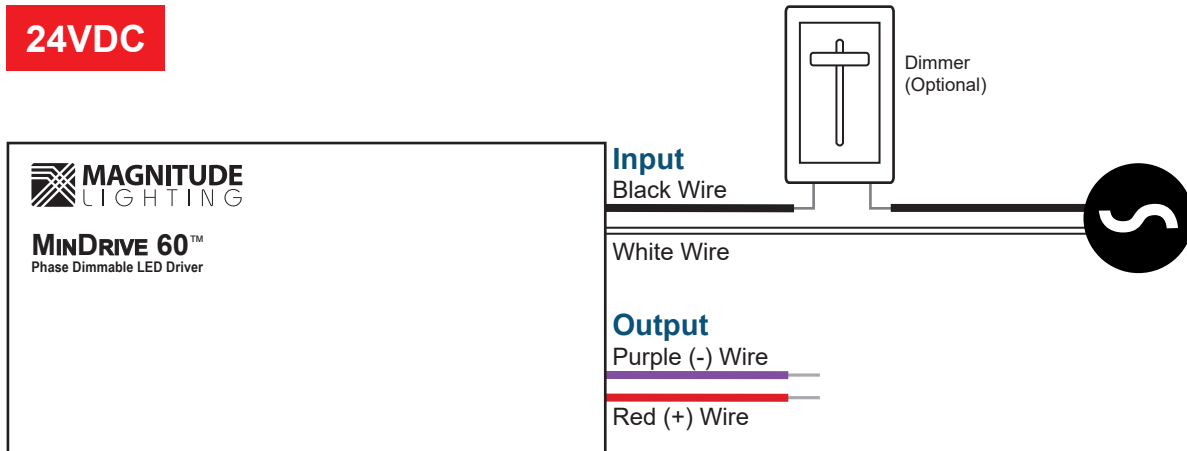 24VDC
Dimmer
(Optional)
MAGNITUDE
LIGHTING
MINDRIVE 60™
Phase Dimmable LED Driver
Input
Black Wire
White Wire
Output
Purple (-) Wire
Red (+) Wire